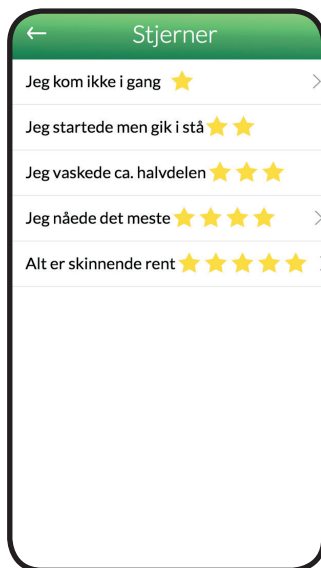 Stjerner
Jeg kom ikke i gang
Jeg startede men gik i stå
Jeg vaskede ca. halvdelen
Jeg nåede det meste
Alt er skinnende rent